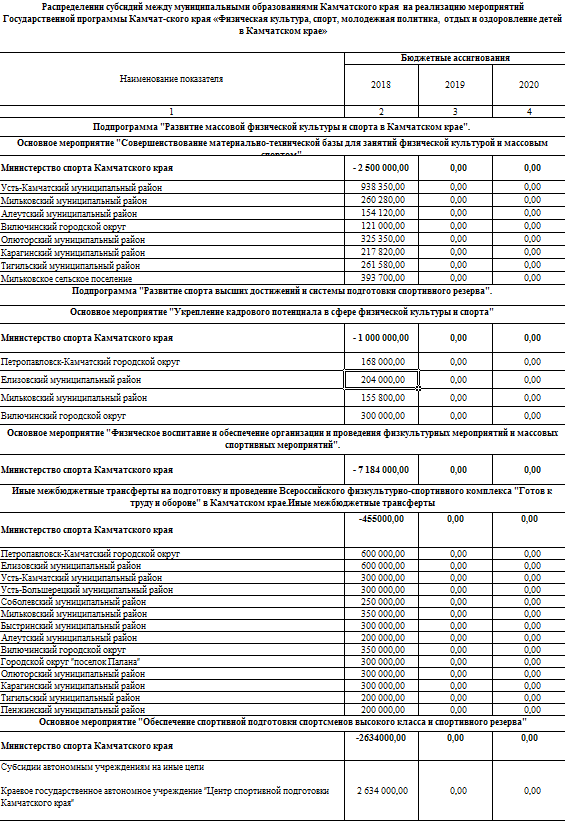 Распределении субсидий между муниципальными образованиями Камчатского края на реализацию мероприятий
Государственной программы Камчат-ского края «Физическая культура, спорт, молодежная политика, отдых и оздоровление детей
в Камчатском крае»
Наименование показателя Бюджетные ассигнования
2018 2019 2020
1 2 3 4
Подпрограмма "Развитие массовой физической культуры и спорта в Камчатском крае".
Основное мероприятие "Совершенствование материально-технической базы для занятий физической культурой и массовым
спортом"
Министерство спорта Камчатского края - 2 500 000,00 0,00 0,00
Усть-Камчатский муниципальный район 938 350,00 0,00 0,00
Мильковский муниципальный район 260 280,00 0,00 0,00
Алеутский муниципальный район 154 120,00 0,00 0,00
Вилючинский городской округ 121 000,00 0,00 0,00
Олюторский муниципальный район 325 350,00 0,00 0,00
Карагинский муниципальный район 217 820,00 0,00 0,00
Тигильский муниципальный район 261 580,00 0,00 0,00
Мильковское сельское поселение 393 700,00 0,00 0,00
Подпрограмма "Развитие спорта высших достижений и системы подготовки спортивного резерва".
Основное мероприятие "Укрепление кадрового потенциала в сфере физической культуры и спорта"
Министерство спорта Камчатского края - 1 000 000,00 0,00 0,00
Петропавловск-Камчатский городской округ 168 000,00 0,00 0,00
Елизовский муниципальный район 204 000,00 0,00 0,00
Мильковский муниципальный район 155 800,00 0,00 0,00
Вилючинский городской округ 300 000,00 0,00 0,00
Основное мероприятие "Физическое воспитание и обеспечение организации и проведения физкультурных мероприятий и массовых
спортивных мероприятий".
Министерство спорта Камчатского края - 7 184 000,00 0,00 0,00
Иные межбюджетные трансферты на подготовку и проведение Всероссийского физкультурно-спортивного комплекса "Готов к
труду и обороне" в Камчатском крае.Иные межбюджетные трансферты
Министерство спорта Камчатского края -455000,00 0,00 0,00
Петропавловск-Камчатский городской округ 600 000,00 0,00 0,00
Елизовский муниципальный район 600 000,00 0,00 0,00
Усть-Камчатский муниципальный район 300 000,00 0,00 0,00
Усть-Большерецкий муниципальный район 300 000,00 0,00 0,00
Соболевский муниципальный район 250 000,00 0,00 0,00
Мильковский муниципальный район 350 000,00 0,00 0,00
Быстринский муниципальный район 300 000,00 0,00 0,00
Алеутский муниципальный район 200 000,00 0,00 0,00
Вилючинский городской округ 350 000,00 0,00 0,00
Городской округ "поселок Палана" 300 000,00 0,00 0,00
Олюторский муниципальный район 300 000,00 0,00 0,00
Карагинский муниципальный район 300 000,00 0,00 0,00
Тигильский муниципальный район 200 000,00 0,00 0,00
Пенжинский муниципальный район 200 000,00 0,00 0,00
Основное мероприятие "Обеспечение спортивной подготовки спортсменов высокого класса и спортивного резерва"
Министерство спорта Камчатского края -2634000,00 0,00 0,00
Субсидии автономным учреждениям на иные цели
Краевое государственное автономное учреждение "Центр спортивной подготовки 2 634 000,00 0,00 0,00
Камчатского края"